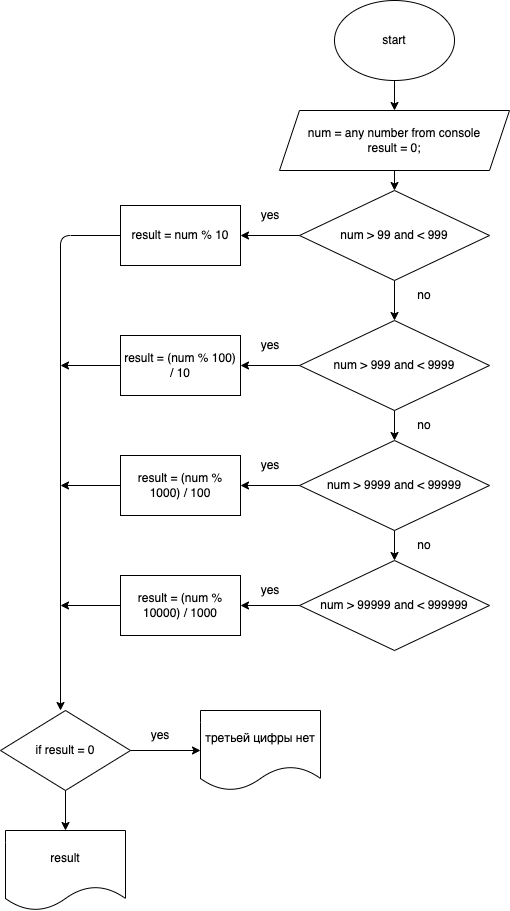 start
num = any number from console
result = 0;
yes
result = num % 10
num > 99 and < 999
no
yes
result = (num % 100)
/ 10
num > 999 and < 9999
no
yes
result = (num %
1000) / 100
num > 9999 and < 99999
no
yes
result = (num %
10000) / 1000
num > 99999 and < 999999
if result = 0
yes
третьей цифры нет
result